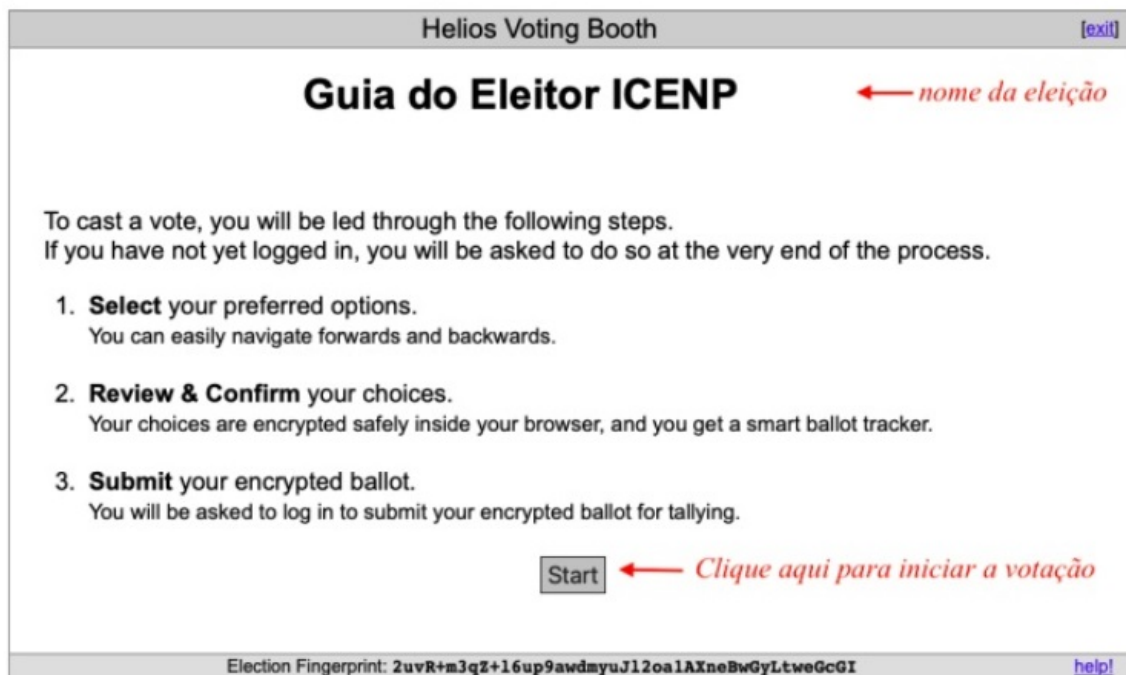 Helios Voting Booth [exit]
Guia do Eleitor ICENP ← nome da eleição
To cast a vote, you will be led through the following steps.
If you have not yet logged in, you will be asked to do so at the very end of the process.
1. Select your preferred options.
You can easily navigate forwards and backwards.
2. Review & Confirm your choices.
Your choices are encrypted safely inside your browser, and you get a smart ballot tracker.
3. Submit your encrypted ballot.
You will be asked to log in to submit your encrypted ballot for tallying.
Start ← Clique aqui para iniciar a votação
Election Fingerprint: 2uvR+m3qZ+16up9awdmyuJ12oa1AXneBwGyLtweGcGI help!